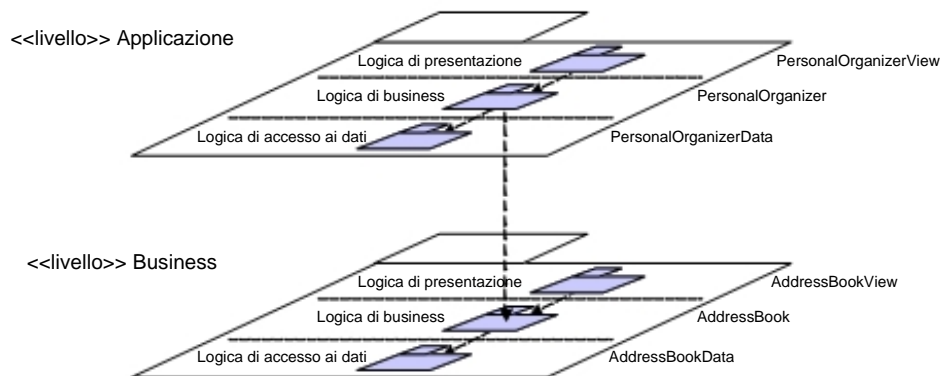 <<livello>> Applicazione
Logica di presentazione
PersonalOrganizerView
Logica di business
PersonalOrganizer
Logica di accesso ai dati
PersonalOrganizerData
<<livello>> Business
Logica di presentazione
AddressBookView
Logica di business
AddressBook
Logica di accesso ai dati
AddressBookData